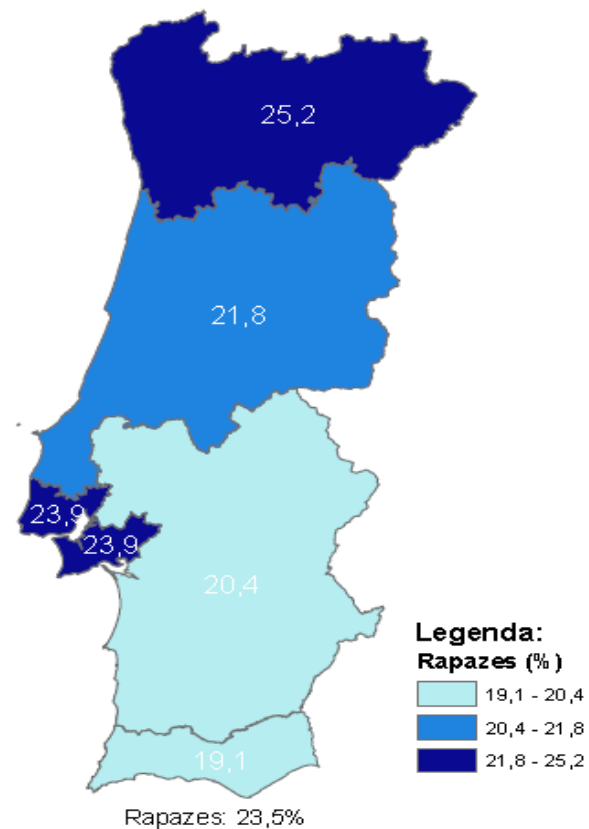 25,2
21,8
23,9
23,9
20,4
19,1
Legenda:
Rapazes (%)
19,1 - 20,4
20,4 - 21,8
21,8 - 25,2
Rapazes: 23,5%